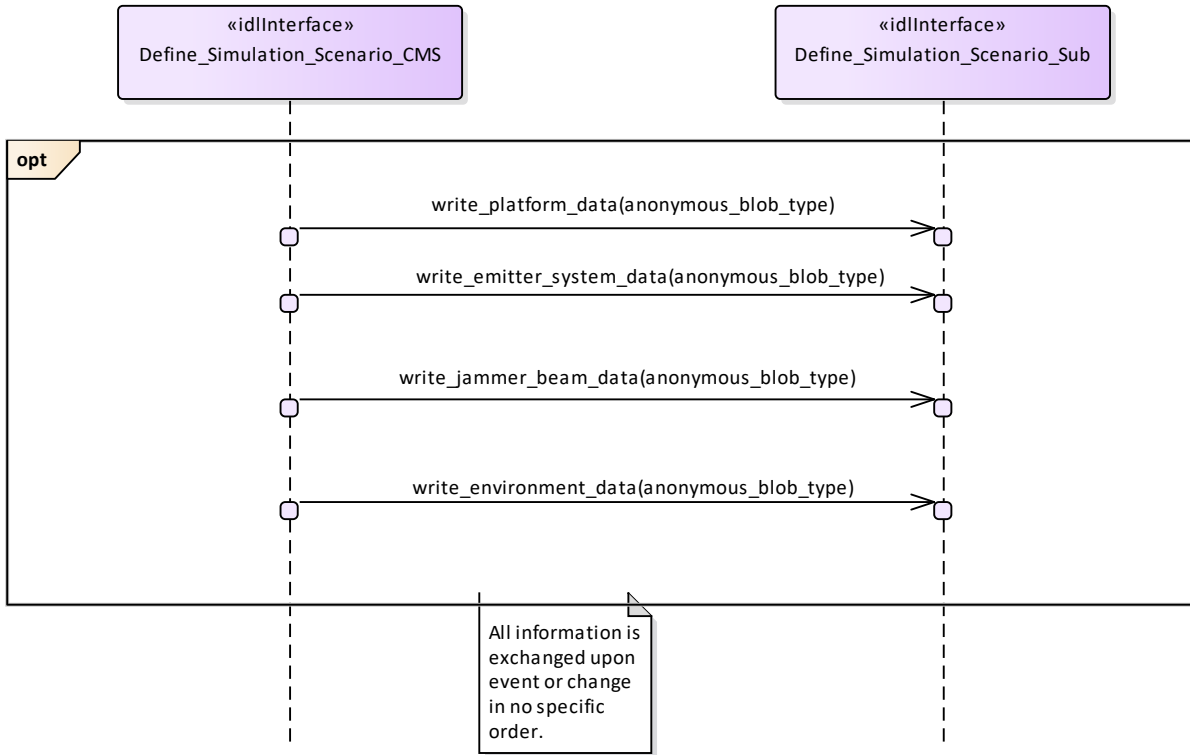 «idlInterface»
Define_Simulation_Scenario_CMS
«idlInterface»
Define_Simulation_Scenario_Sub
opt
write_platform_data(anonymous_blob_type)
write_emitter_system_data(anonymous_blob_type)
write_jammer_beam_data(anonymous_blob_type)
write_environment_data(anonymous_blob_type)
All information is
exchanged upon
event or change
in no specific
order.